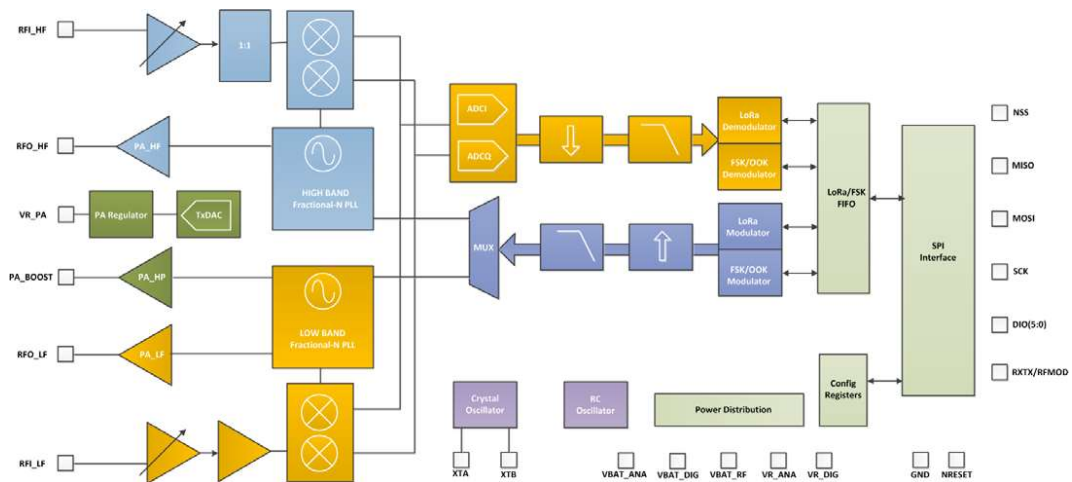 RFI_HF
1:1
ADCI
ADCQ
LoRa
Demodulator
FSK/OOK
Demodulator
LoRa/FSK
FIFO
SPI
Interface
NSS
MISO
MOSI
SCK
DIO(5:0)
RXTX/RFMOD
RFO_HF
PA_HF
HIGH BAND
Fractional-N PLL
VR_PA
PA Regulator
TxDAC
MUX
LoRa
Modulator
FSK/OOK
Modulator
PA_BOOST
PA_HP
LOW BAND
Fractional-N PLL
RFO_LF
PA_LF
Crystal
Oscillator
RC
Oscillator
Power Distribution
Config
Registers
RFI_LF
XTA
XTB
VBAT_ANA
VBAT_DIG
VBAT_RF
VR_ANA
VR_DIG
GND
NRESET